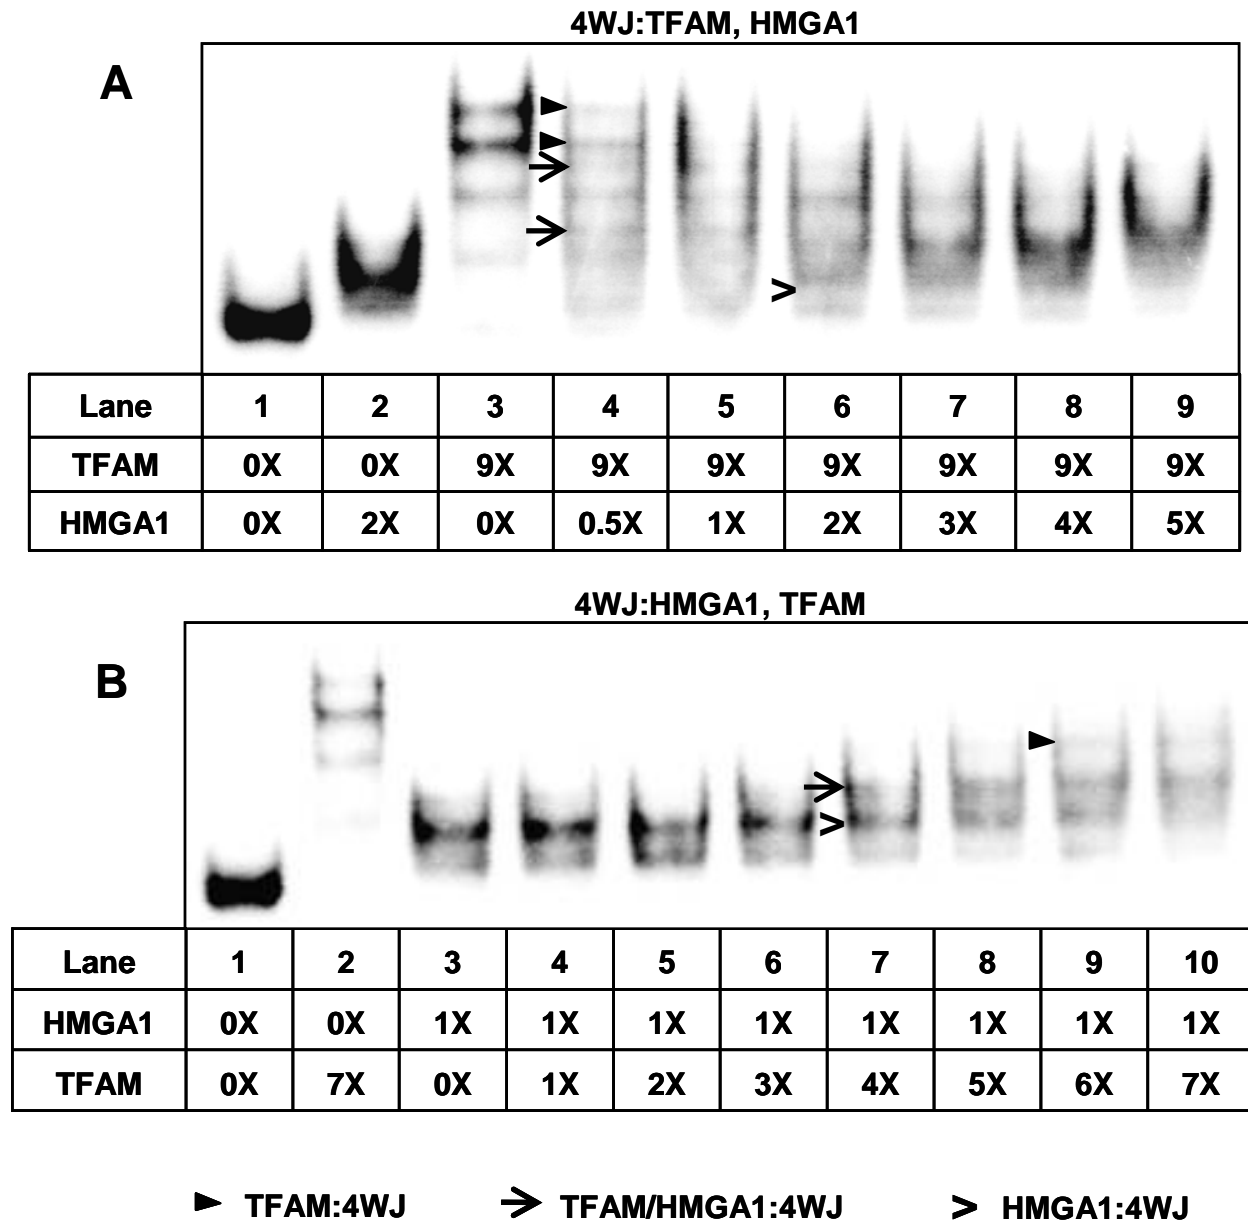 4WJ:TFAM, HMGA1
A
Lane 1 2 3 4 5 6 7 8 9
TFAM 0X 0X 9X 9X 9X 9X 9X 9X 9X
HMGA1 0X 2X 0X 0.5X 1X 2X 3X 4X 5X
4WJ:HMGA1, TFAM
B
Lane 1 2 3 4 5 6 7 8 9 10
HMGA1 0X 0X 1X 1X 1X 1X 1X 1X 1X 1X
TFAM 0X 7X 0X 1X 2X 3X 4X 5X 6X 7X
TFAM:4WJ TFAM/HMGA1:4WJ HMGA1:4WJ